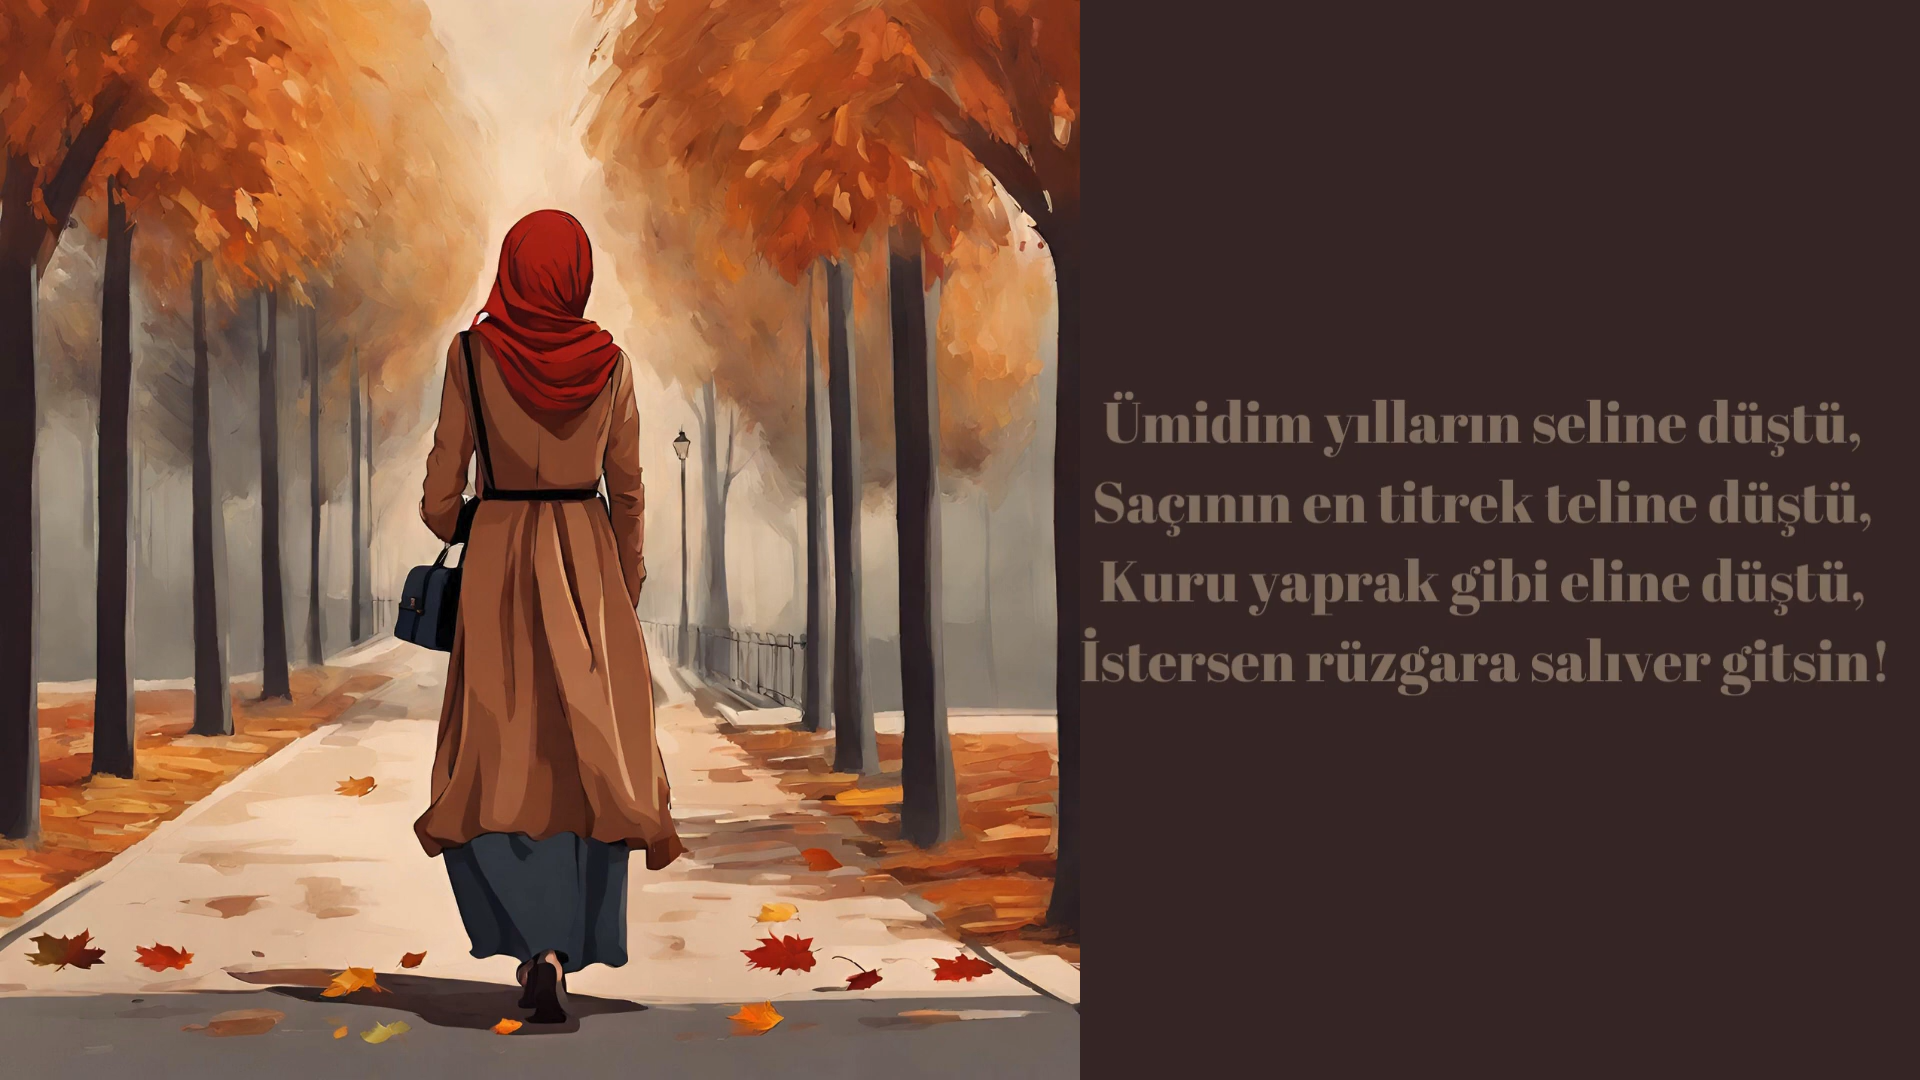 Ümidim yılların seline düştü,
Saçının en titrek teline düştü,
Kuru yaprak gibi eline düştü,
İstersen rüzgara salıver gitsin!